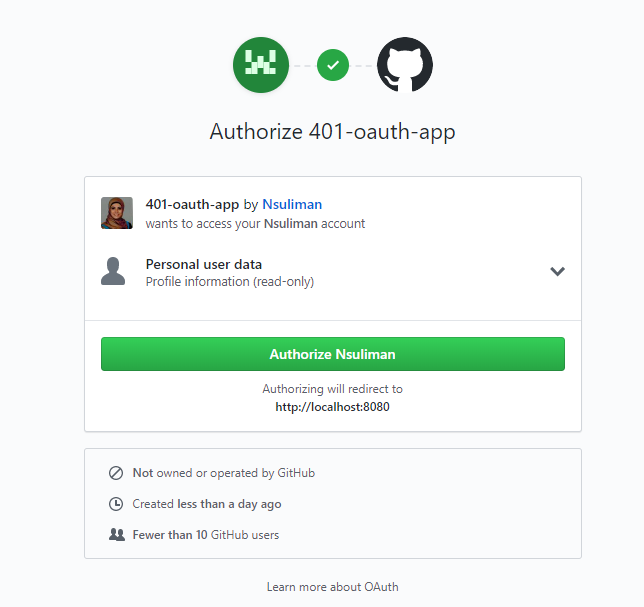 Authorize 401-oauth-app
401-oauth-app by Nsuliman
wants to access your Nsuliman account
Personal user data
Profile information (read-only)
Authorize Nsuliman
Authorizing will redirect to
http://localhost:8080
Not owned or operated by GitHub
Created less than a day ago
Fewer than 10 GitHub users
Learn more about OAuth